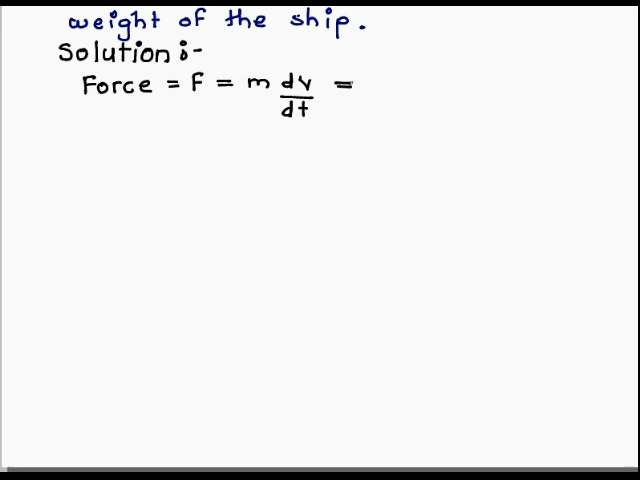 weight of the ship.
Solution :-
Force = F = m dv/dt =